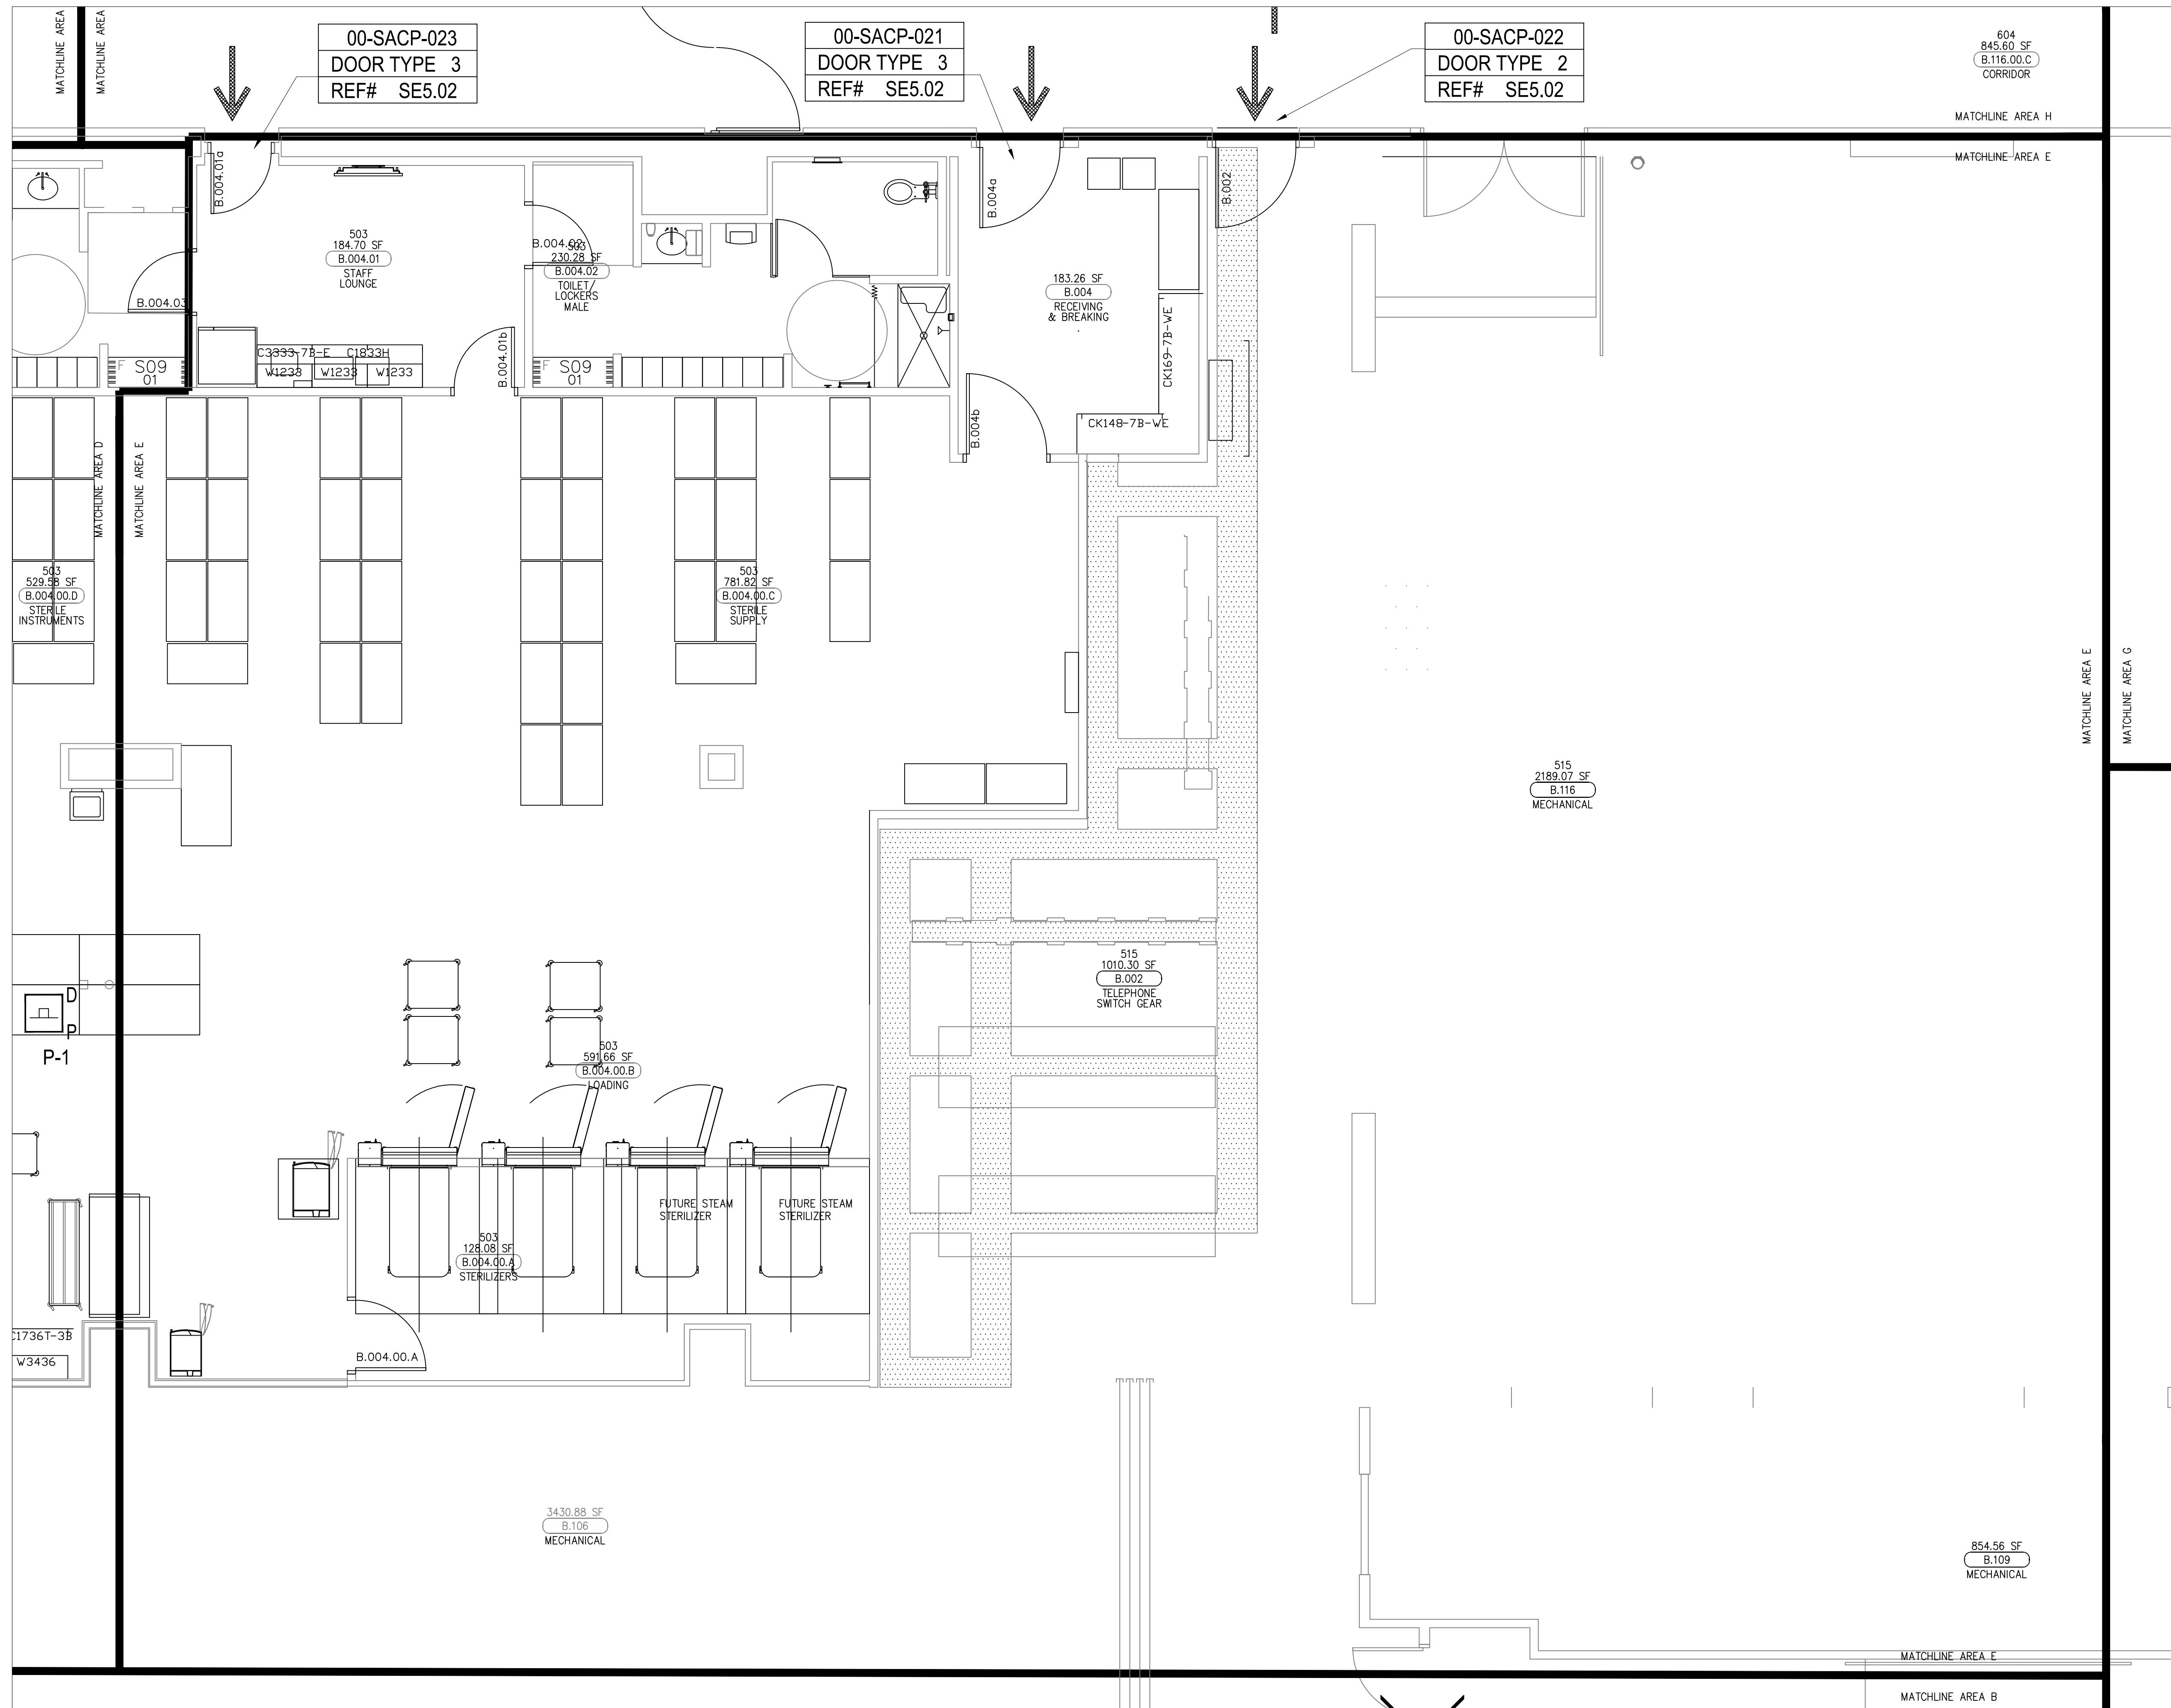 MATCHLINE AREA
MATCHLINE AREA
00-SACP-023
DOOR TYPE 3
REF# SE5.02
00-SACP-021
DOOR TYPE 3
REF# SE5.02
00-SACP-022
DOOR TYPE 2
REF# SE5.02
604
845.60 SF
B.116.00.C
CORRIDOR
MATCHLINE AREA H
MATCHLINE AREA E
B.004.01a
B.004a
B.002
503
184.70 SF
B.004.01
STAFF
LOUNGE
B.004.02
503
230.28 SF
B.004.02
TOILET/
LOCKERS
MALE
183.26 SF
B.004
RECEIVING
& BREAKING
B.004.03
CK169-7B-WE
C3333-7B-E
C1833H
W1233
W1233
W1233
B.004.01b
F S09
01
F S09
01
B.004b
CK148-7B-WE
MATCHLINE AREA D
MATCHLINE AREA E
503
529.58 SF
B.004.00.D
STERILE
INSTRUMENTS
503
781.82 SF
B.004.00.C
STERILE
SUPPLY
MATCHLINE AREA E
MATCHLINE AREA G
515
2189.07 SF
B.116
MECHANICAL
515
1010.30 SF
B.002
TELEPHONE
SWITCH GEAR
D
P
P-1
503
591.66 SF
B.004.00.B
LOADING
FUTURE STEAM
STERILIZER
FUTURE STEAM
STERILIZER
503
128.08 SF
B.004.00.A
STERILIZERS
C1736T-3B
W3436
B.004.00.A
3430.88 SF
B.106
MECHANICAL
854.56 SF
B.109
MECHANICAL
MATCHLINE AREA E
MATCHLINE AREA B